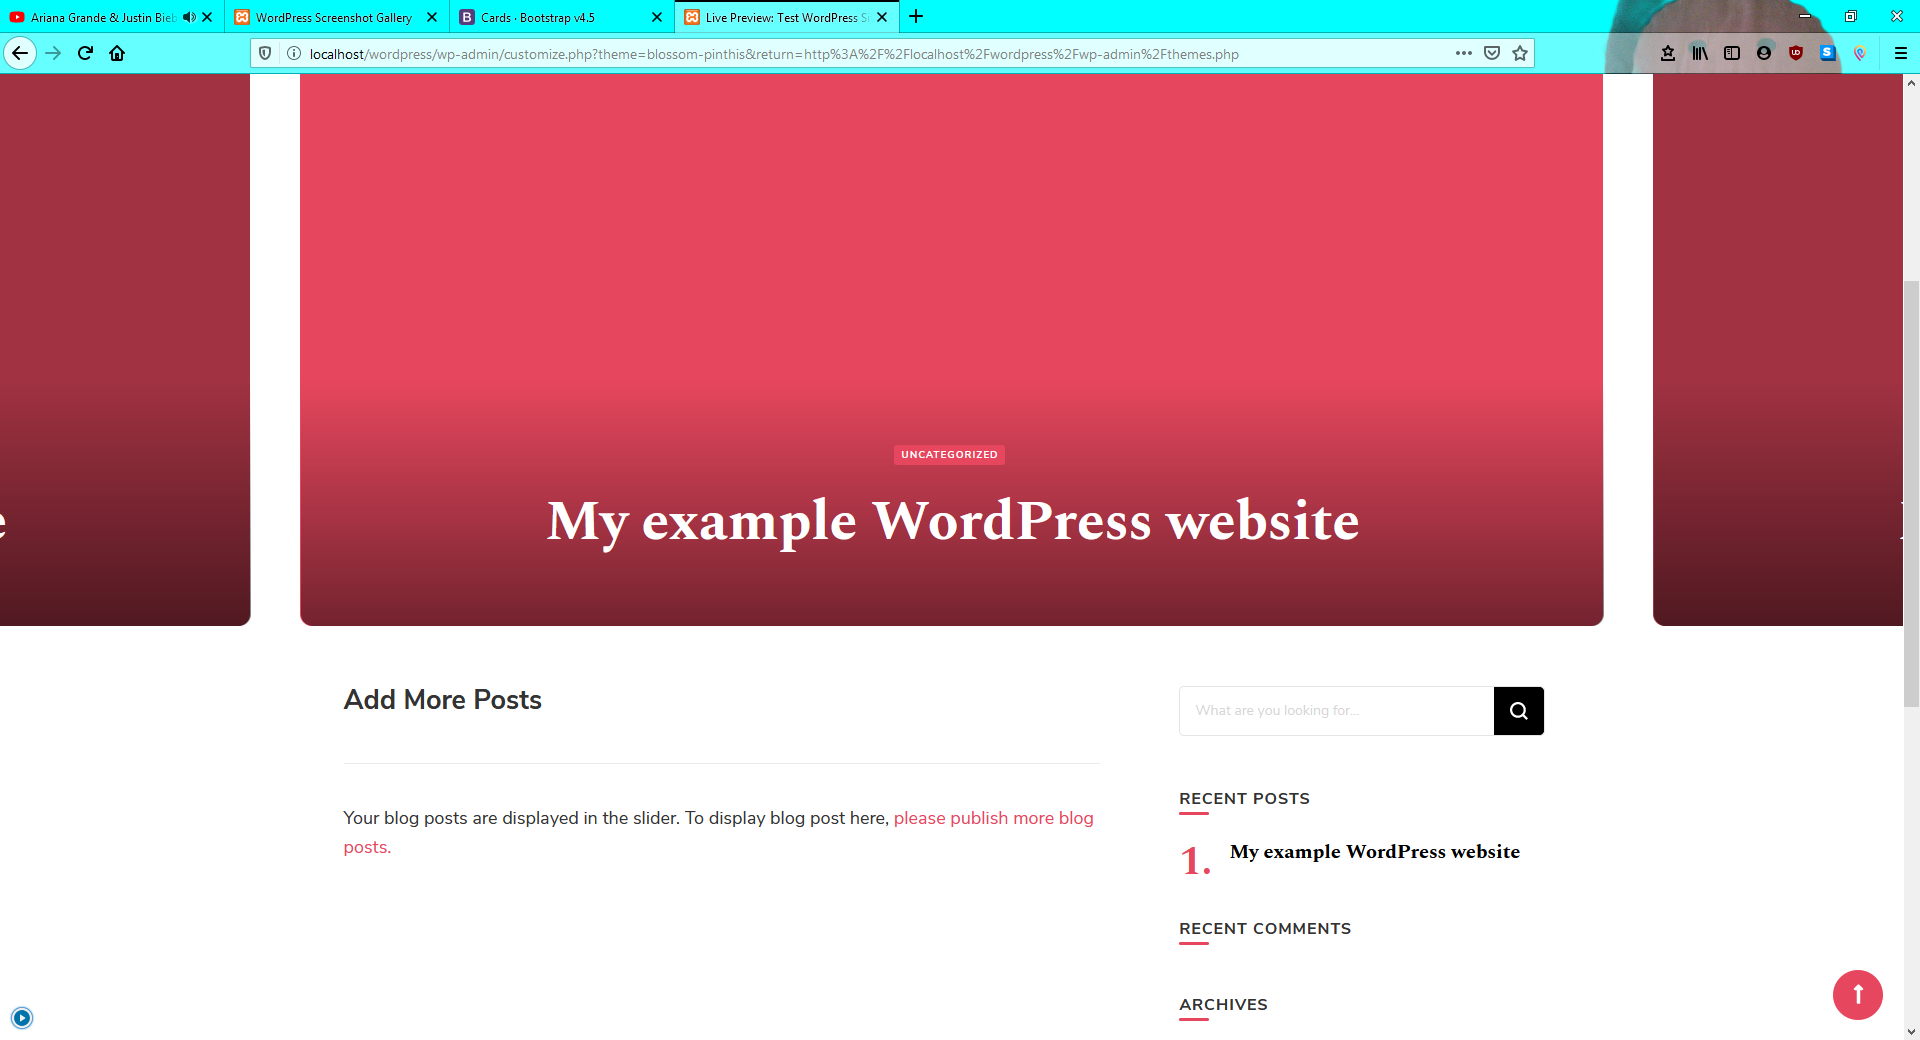 Ariana Grande & Justin Bieb
WordPress Screenshot Gallery
Cards · Bootstrap v4.5
Live Preview: Test WordPress Si
localhost/wordpress/wp-admin/customize.php?theme=blossom-pinthis&return=http%3A%2F%2Flocalhost%2Fwordpress%2Fwp-admin%2Fthemes.php
UNCATEGORIZED
My example WordPress website
Add More Posts
What are you looking for...
Your blog posts are displayed in the slider. To display blog post here, please publish more blog
posts.
RECENT POSTS
1. My example WordPress website
RECENT COMMENTS
ARCHIVES